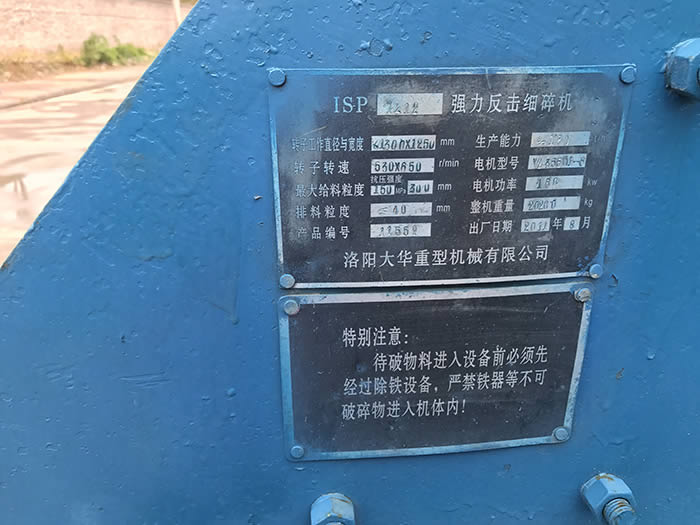 ISP 强力反击细碎机
转子工作直径与宽度 1300X1250 mm 生产能力
转子转速 530X650 r/min 电机型号
抗压强度
最大给料粒度 150 MPa 300 mm 电机功率 kw
排料粒度 40 mm 整机重量 20200 kg
产品编号 出厂日期 2011 年 8 月
洛阳大华重型机械有限公司
特别注意:
待破物料进入设备前必须先
经过除铁设备，严禁铁器等不可
破碎物进入机体内!